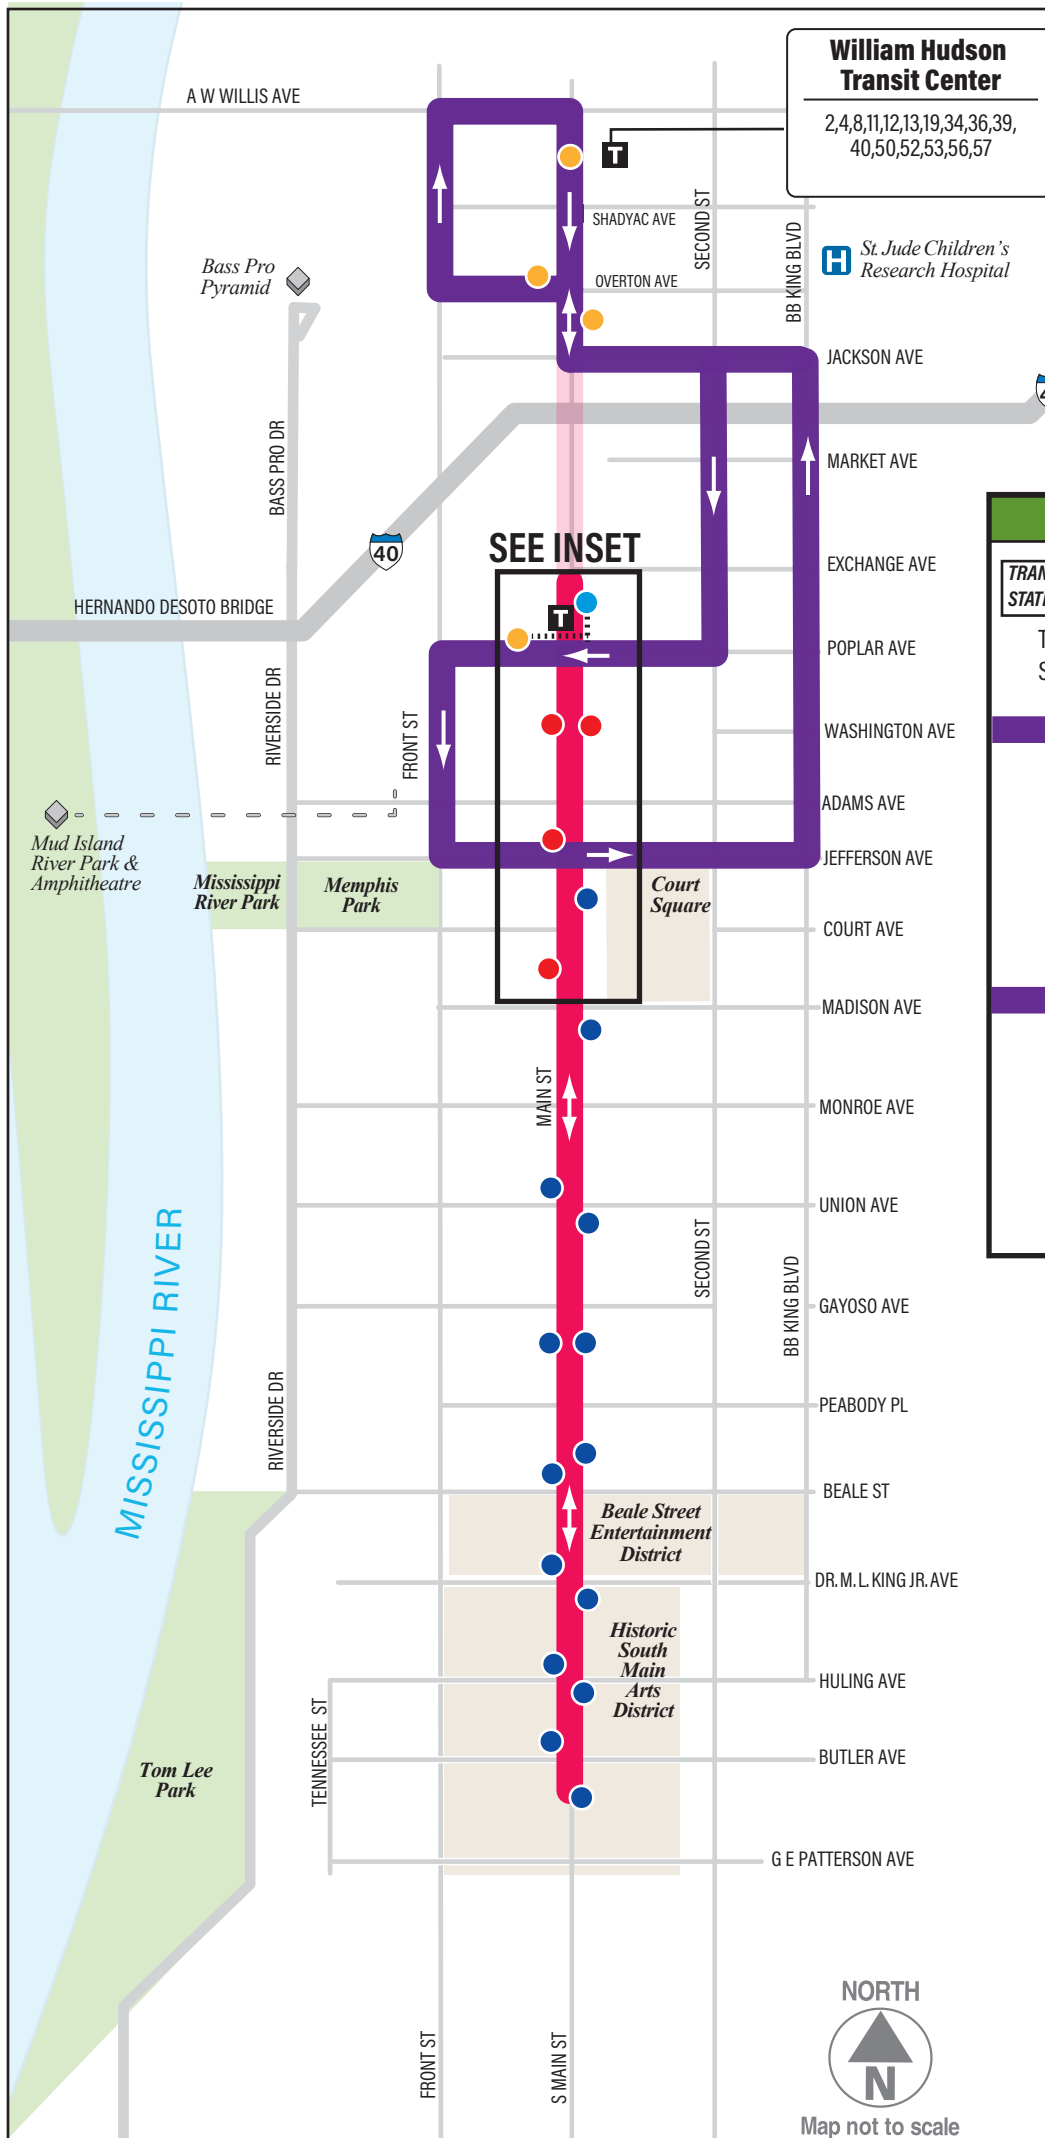 William Hudson
Transit Center
2,4,8,11,12,13,19,34,36,39,
40,50,52,53,56,57
A W WILLIS AVE
T
SHADYAC AVE
SECOND ST
BB KING BLVD
H
St. Jude Children's
Research Hospital
Bass Pro
Pyramid
OVERTON AVE
JACKSON AVE
BASS PRO DR
MARKET AVE
40
SEE INSET
EXCHANGE AVE
TRAN
STATI
HERNANDO DESOTO BRIDGE
T
POPLAR AVE
T
S
RIVERSIDE DR
FRONT ST
WASHINGTON AVE
ADAMS AVE
Mud Island
River Park &
Amphitheatre
JEFFERSON AVE
Mississippi
River Park
Memphis
Park
Court
Square
COURT AVE
MADISON AVE
MAIN ST
MONROE AVE
UNION AVE
MISSISSIPPI RIVER
SECOND ST
BB KING BLVD
GAYOSO AVE
RIVERSIDE DR
PEABODY PL
BEALE ST
Beale Street
Entertainment
District
DR. M.L. KING JR. AVE
Historic
South
Main
Arts
District
HULING AVE
TENNESSEE ST
BUTLER AVE
Tom Lee
Park
G E PATTERSON AVE
FRONT ST
S MAIN ST
NORTH
N
Map not to scale